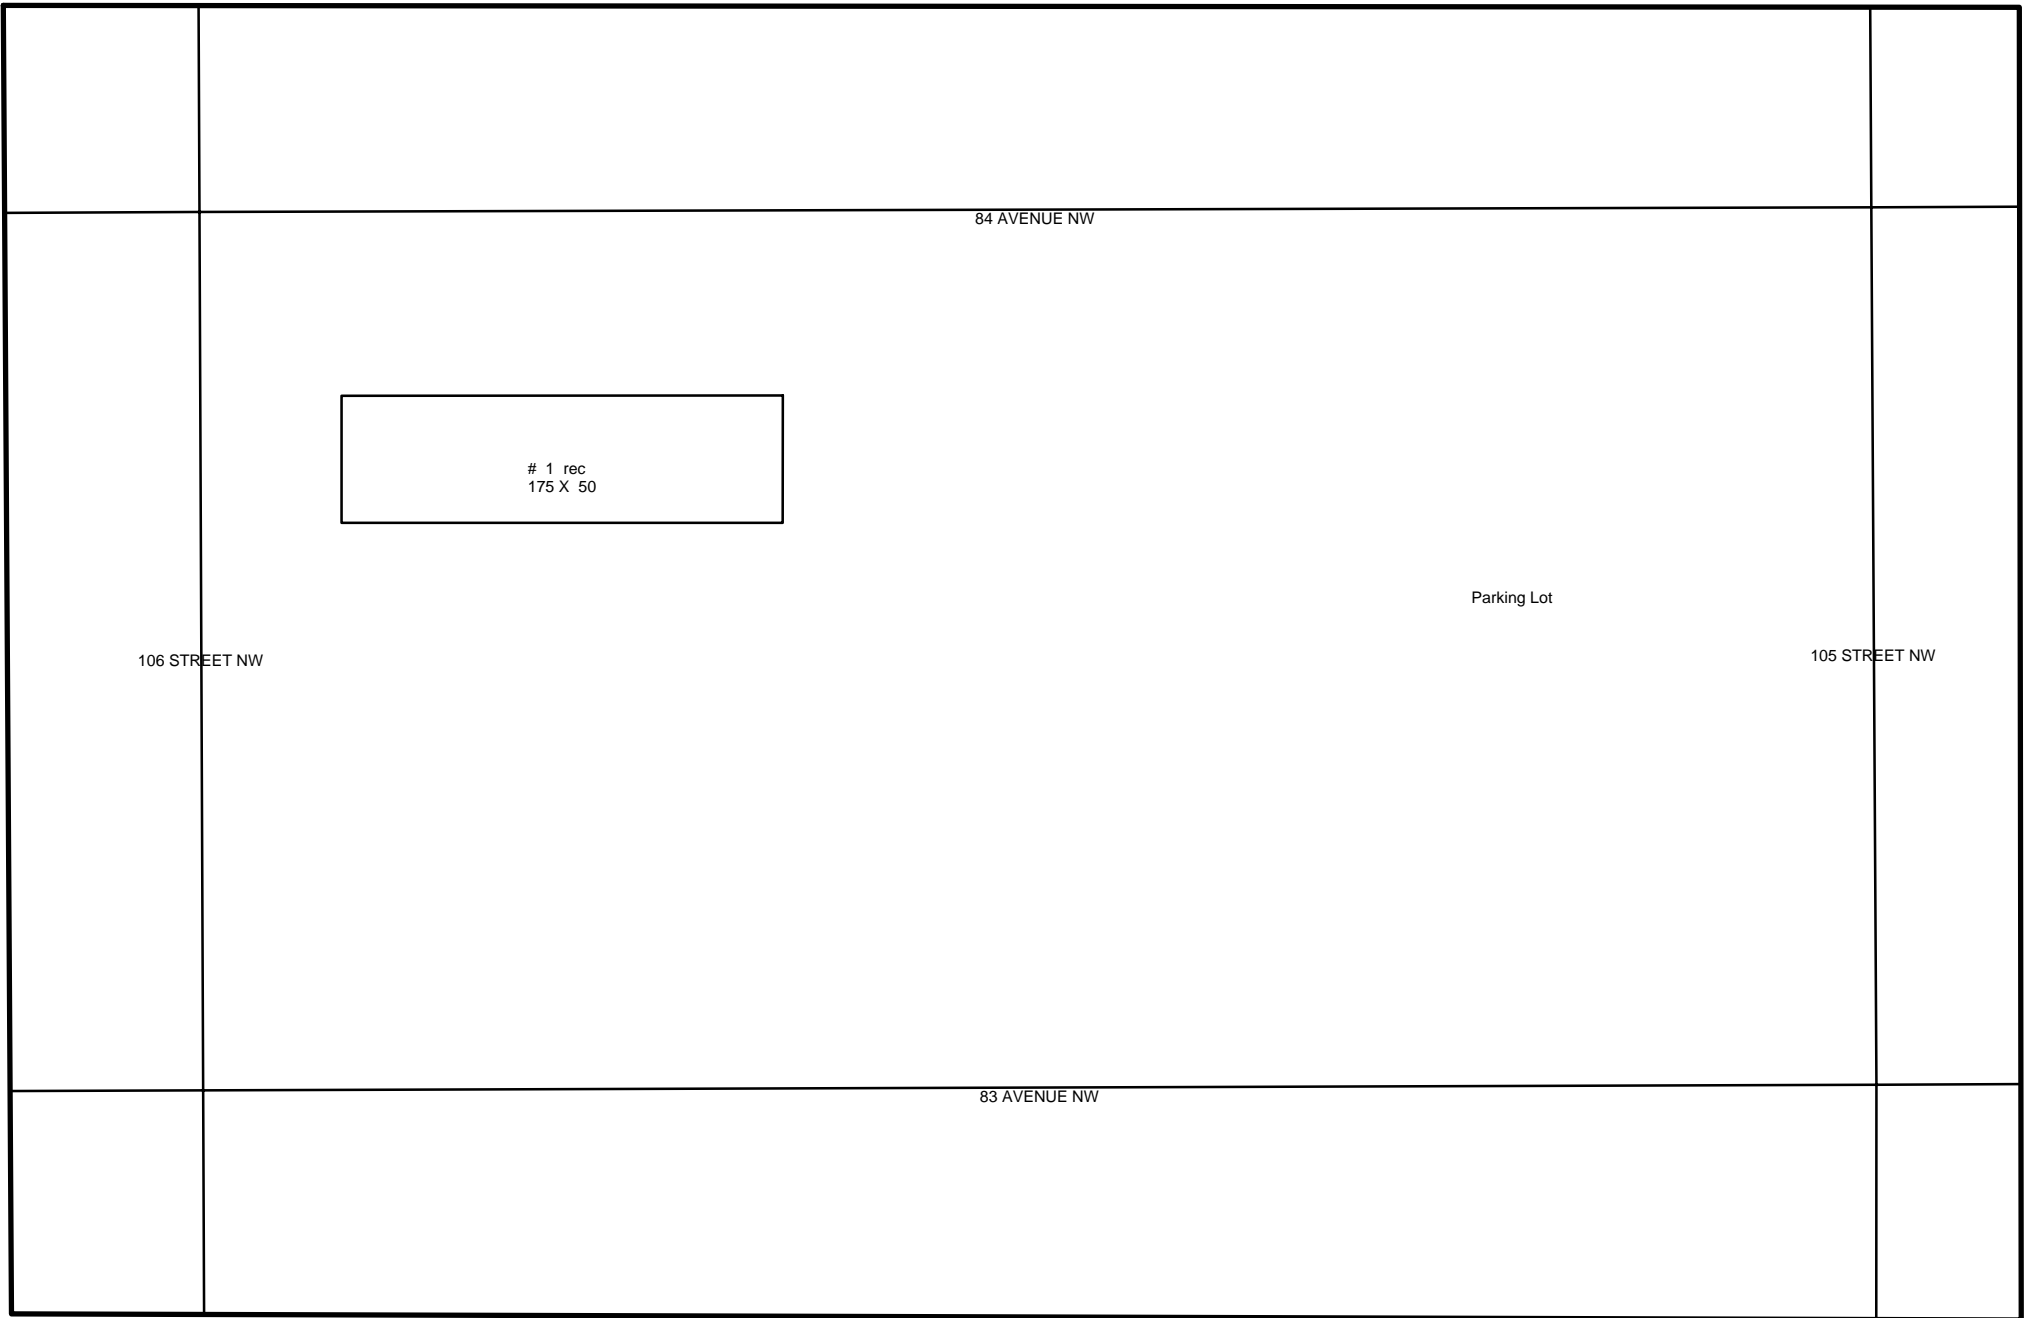 84 AVENUE NW
# 1 rec
175 X 50
Parking Lot
106 STREET NW
105 STREET NW
83 AVENUE NW